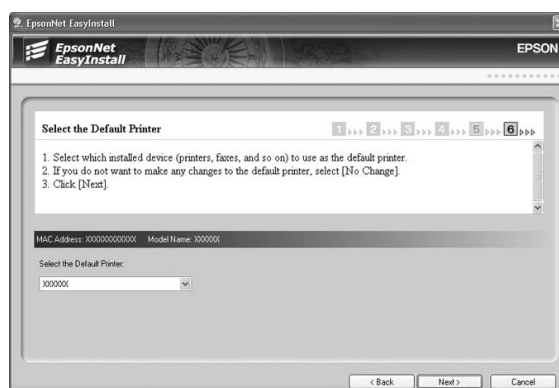 EpsonNet EasyInstall
EpsonNet
EasyInstall
EPSON
Select the Default Printer
1 2 3 4 5 6
1. Select which installed device (printers, faxes, and so on) to use as the default printer.
2. If you do not want to make any changes to the default printer, select [No Change].
3. Click [Next].
MAC Address: XXXXXXXXXXXX Model Name: XXXXXX
Select the Default Printer:
XXXXXX
< Back
Next >
Cancel